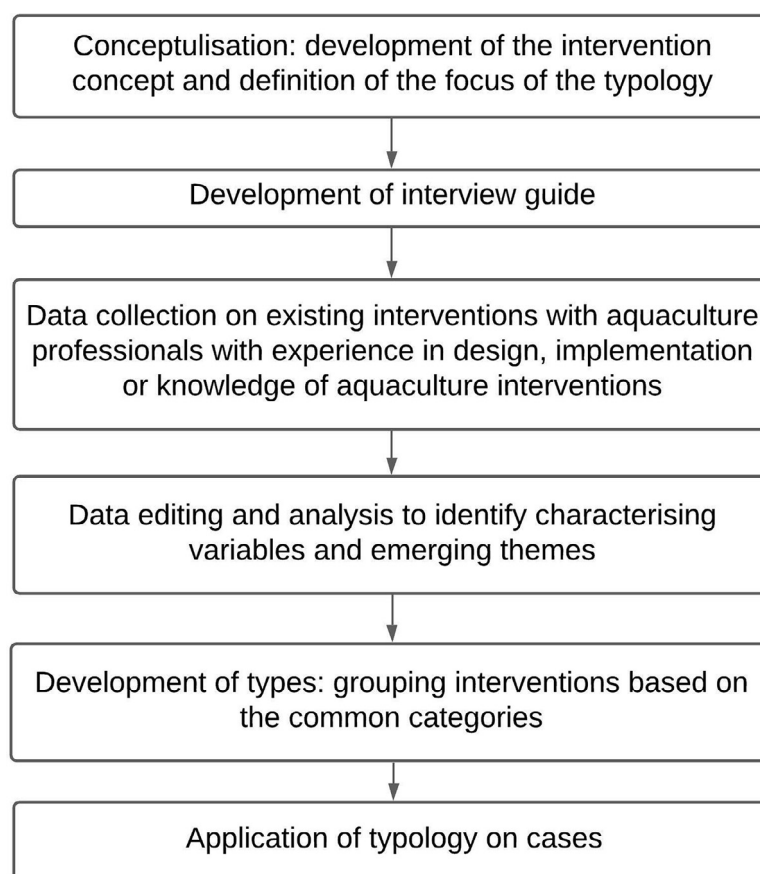 Conceptulisation: development of the intervention
concept and definition of the focus of the typology
Development of interview guide
Data collection on existing interventions with aquaculture
professionals with experience in design, implementation
or knowledge of aquaculture interventions
Data editing and analysis to identify characterising
variables and emerging themes
Development of types: grouping interventions based on
the common categories
Application of typology on cases